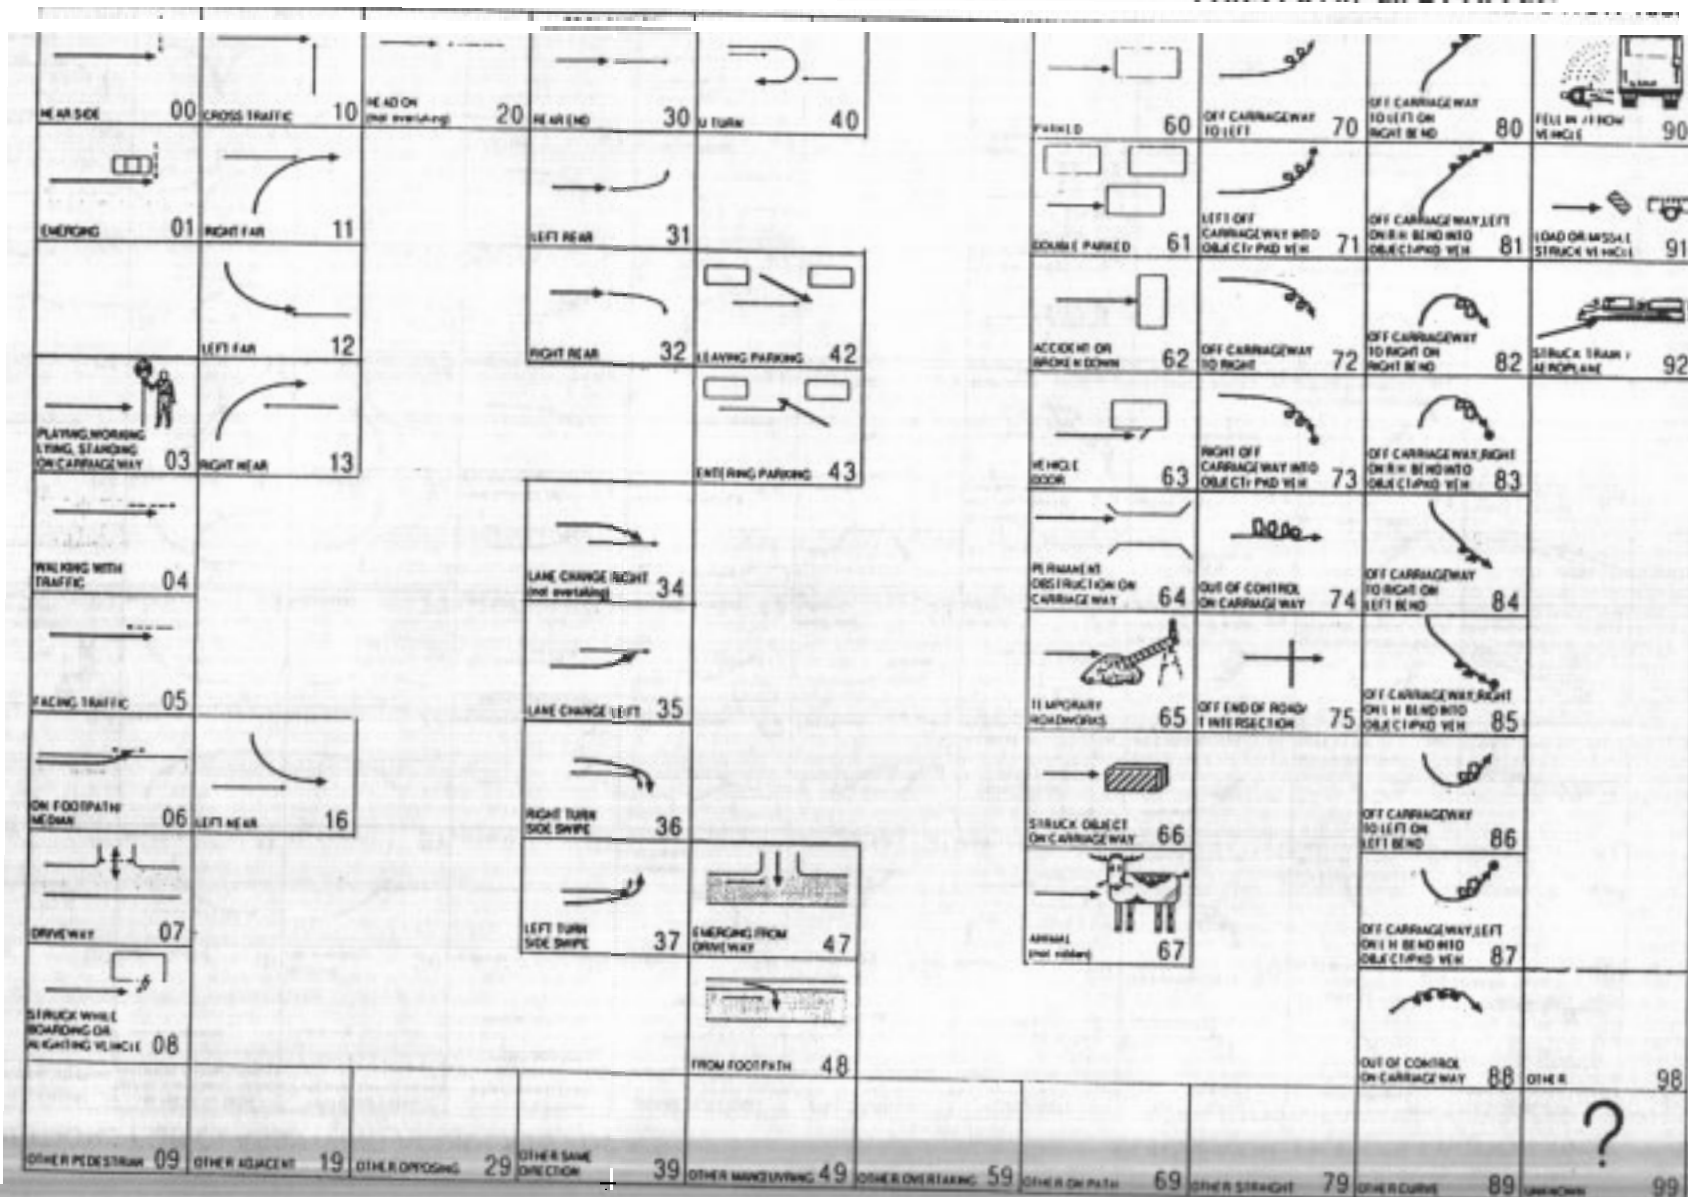 NEAR SIDE 00
CROSS TRAFFIC 10
HEAD ON
(not overtaking) 20
REAR END 30
U TURN 40
PARKED 60
OFF CARRIAGEWAY
TO LEFT 70
OFF CARRIAGEWAY
TO LEFT ON
RIGHT BEND 80
FELL IN / FROM
VEHICLE 90
EMERGING 01
RIGHT FAR 11
LEFT REAR 31
DOUBLE PARKED 61
LEFT OFF
CARRIAGEWAY INTO
OBJECT/PKD VEH 71
OFF CARRIAGEWAY,LEFT
ON R H BEND INTO
OBJECT/PKD VEH 81
LOAD OR MISSILE
STRUCK VEHICLE 91
LEFT FAR 12
RIGHT REAR 32
LEAVING PARKING 42
ACCIDENT OR
BROKEN DOWN 62
OFF CARRIAGEWAY
TO RIGHT 72
OFF CARRIAGEWAY
TO RIGHT ON
RIGHT BEND 82
STRUCK TRAIN /
AEROPLANE 92
PLAYING,WORKING
LYING, STANDING
ON CARRIAGEWAY 03
RIGHT NEAR 13
ENTERING PARKING 43
VEHICLE
DOOR 63
RIGHT OFF
CARRIAGEWAY INTO
OBJECT/ PKD VEH 73
OFF CARRIAGEWAY,RIGHT
ON R H BEND INTO
OBJECT/PKD VEH 83
WALKING WITH
TRAFFIC 04
LANE CHANGE RIGHT
(not overtaking) 34
PERMANENT
OBSTRUCTION ON
CARRIAGEWAY 64
OUT OF CONTROL
ON CARRIAGEWAY 74
OFF CARRIAGEWAY
TO RIGHT ON
LEFT BEND 84
FACING TRAFFIC 05
LANE CHANGE LEFT 35
TEMPORARY
ROADWORKS 65
OFF END OF ROAD/
T INTERSECTION 75
OFF CARRIAGEWAY,RIGHT
ON L H BEND INTO
OBJECT/PKD VEH 85
ON FOOTPATH/
MEDIAN 06
LEFT NEAR 16
RIGHT TURN
SIDE SWIPE 36
STRUCK OBJECT
ON CARRIAGEWAY 66
OFF CARRIAGEWAY
TO LEFT ON
LEFT BEND 86
DRIVEWAY 07
LEFT TURN
SIDE SWIPE 37
EMERGING FROM
DRIVEWAY 47
ANIMAL
(not ridden) 67
OFF CARRIAGEWAY,LEFT
ON L H BEND INTO
OBJECT/PKD VEH 87
STRUCK WHILE
BOARDING OR
ALIGHTING VEHICLE 08
FROM FOOTPATH 48
OUT OF CONTROL
ON CARRIAGEWAY 88
OTHER 98
OTHER PEDESTRIAN 09
OTHER ADJACENT 19
OTHER OPPOSING 29
OTHER SAME
DIRECTION 39
OTHER MANOEUVRING 49
OTHER OVERTAKING 59
OTHER ON PATH 69
OTHER STRAIGHT 79
OTHER CURVE 89
?
UNKNOWN 99